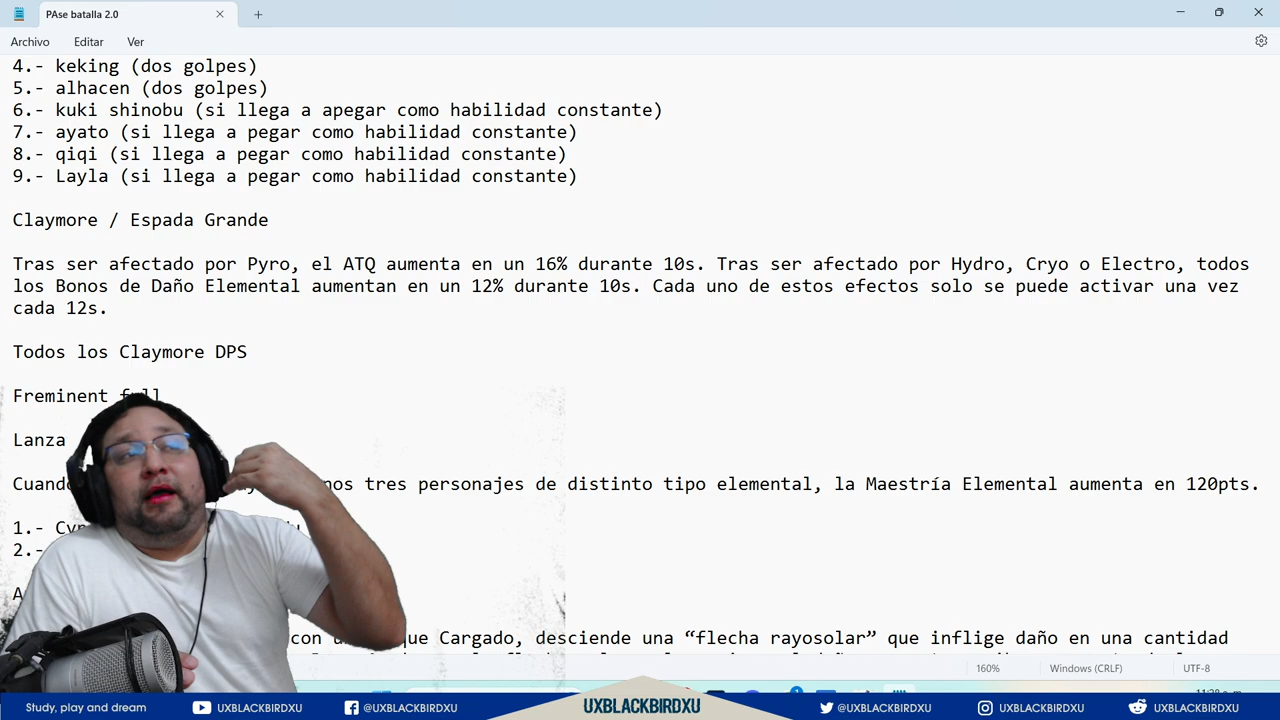 PAse batalla 2.0
Archivo Editar Ver
4.- keking (dos golpes)
5.- alhacen (dos golpes)
6.- kuki shinobu (si llega a apegar como habilidad constante)
7.- ayato (si llega a pegar como habilidad constante)
8.- qiqi (si llega a pegar como habilidad constante)
9.- Layla (si llega a pegar como habilidad constante)
Claymore / Espada Grande
Tras ser afectado por Pyro, el ATQ aumenta en un 16% durante 10s. Tras ser afectado por Hydro, Cryo o Electro, todos
los Bonos de Daño Elemental aumentan en un 12% durante 10s. Cada uno de estos efectos solo se puede activar una vez
cada 12s.
Todos los Claymore DPS
Freminent full
Lanza
tres personajes de distinto tipo elemental, la Maestría Elemental aumenta en 120pts.
1.-
2.-
con que Cargado, desciende una “flecha rayosolar” que inflige daño en una cantidad
160% Windows (CRLF) UTF-8
Study, play and dream UXBLACKBIRDXU @UXBLACKBIRDXU UXBLACKBIRDXU @UXBLACKBIRDXU UXBLACKBIRDXU UXBLACKBIRDXU